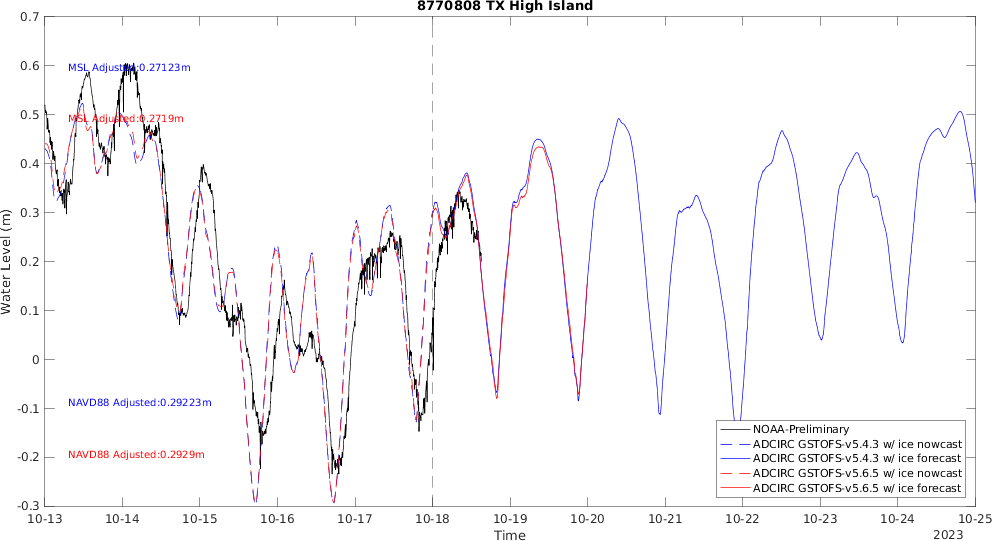 8770808 TX High Island
0.7
0.6
0.5
0.4
0.3
0.2
0.1
0
-0.1
-0.2
-0.3
Water Level (m)
MSL Adjusted:0.27123m
MSL Adjusted:0.2719m
NAVD88 Adjusted:0.29223m
NAVD88 Adjusted:0.2929m
NOAA-Preliminary
ADCIRC GSTOFS-v5.4.3 w/ ice nowcast
ADCIRC GSTOFS-v5.4.3 w/ ice forecast
ADCIRC GSTOFS-v5.6.5 w/ ice nowcast
ADCIRC GSTOFS-v5.6.5 w/ ice forecast
10-13 10-14 10-15 10-16 10-17 10-18 10-19 10-20 10-21 10-22 10-23 10-24 10-25
Time
2023